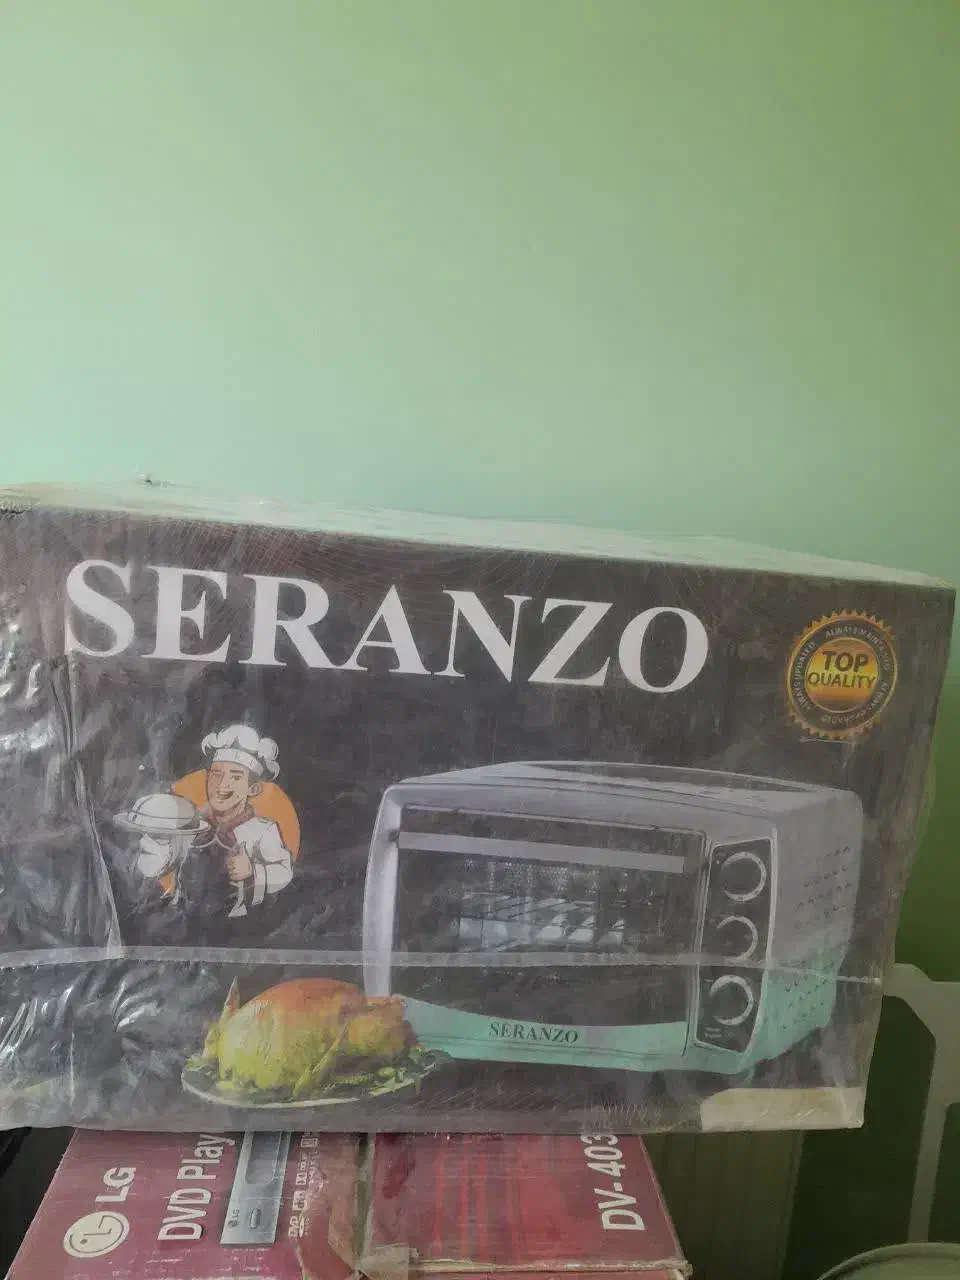 SERANZO
TOP
QUALITY
SERANZO
LG
DVD Play
DV-403